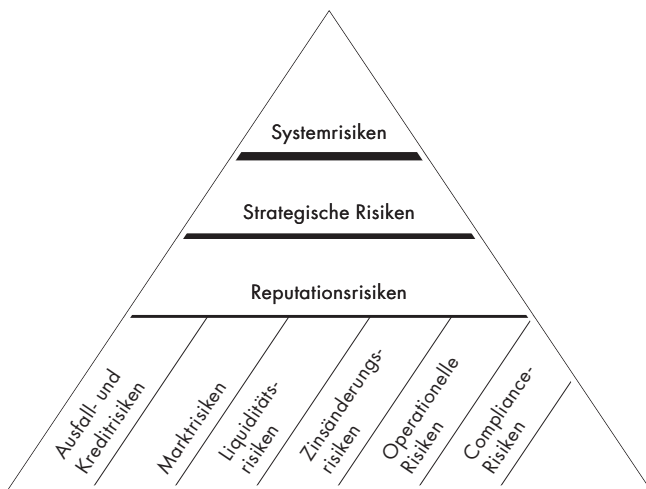 Systemrisiken
Strategische Risiken
Reputationsrisiken
Ausfall- und
Kreditrisiken
Marktrisiken
Liquiditäts-
risiken
Zinsänderungs-
risiken
Operationelle
Risiken
Compliance-
Risiken